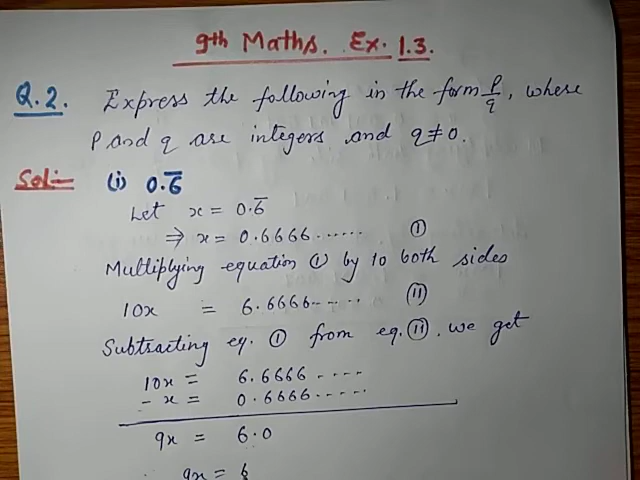 9th Maths. Ex. 1.3.
Q.2. Express the following in the form p/q, where
p and q are integers and q≠0.
Sol:- (i) 0.6̅
Let x = 0.6̅
⇒ x = 0.6666...... ①
Multiplying equation ① by 10 both sides
10x = 6.6666...... ⑪
Subtracting eq. ① from eq. ⑪. we get
10x = 6.6666 ....
- x = 0.6666......
9x = 6.0
9x = 6